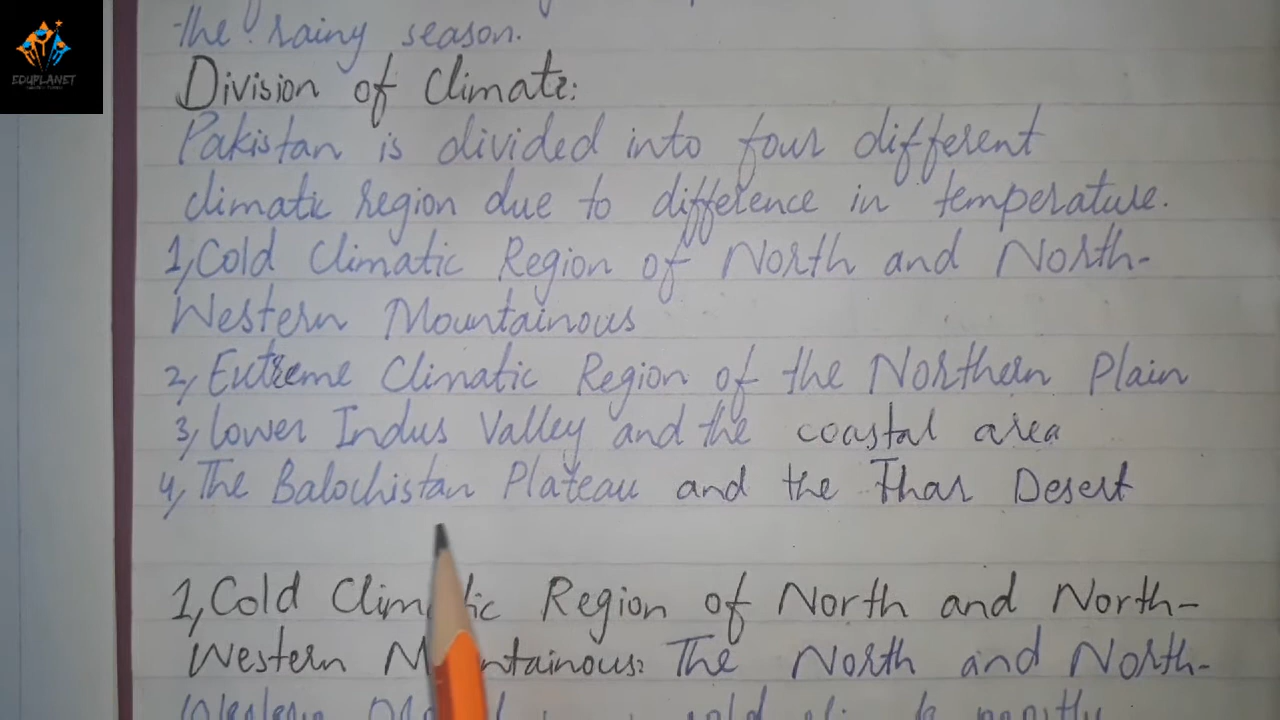 EDUPLANET
the rainy season.
Division of Climate:
Pakistan is divided into four different
climatic region due to difference in temperature.
1, Cold Climatic Region of North and North-
Western Mountainous
2, Extreme Climatic Region of the Northern Plain
3, Lower Indus Valley and the coastal area
4, The Balochistan Plateau and the Thar Desert
1, Cold Climatic Region of North and North-
Western Mountainous: The North and North-